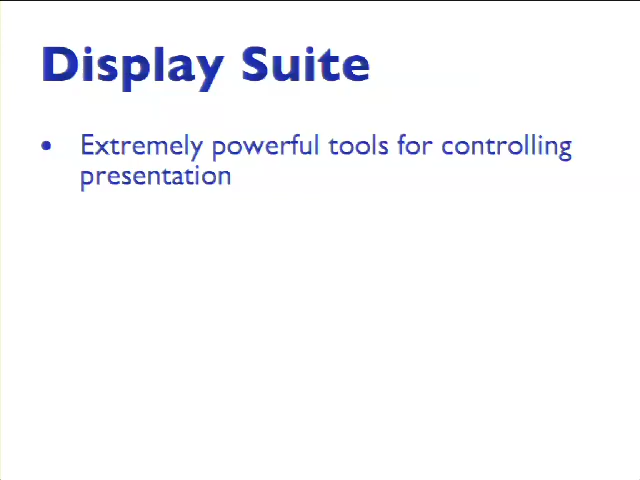 Display Suite
• Extremely powerful tools for controlling
presentation